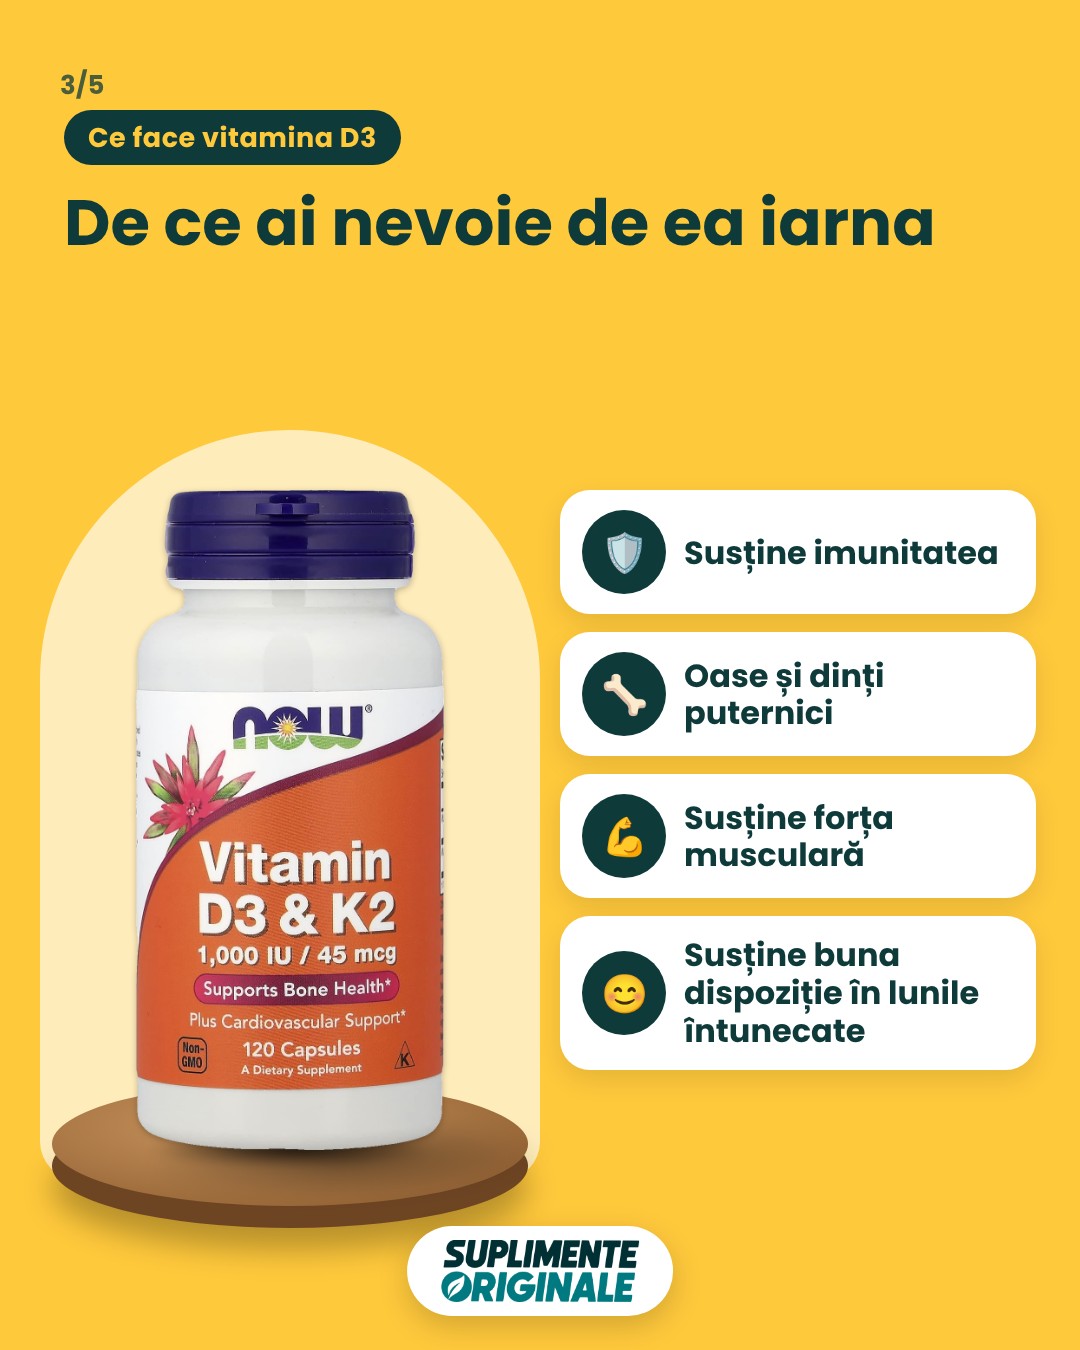 3/5
Ce face vitamina D3
De ce ai nevoie de ea iarna
Susține imunitatea
Oase și dinți
puternici
Susține forța
musculară
Susține buna
dispoziție în lunile
întunecate
now®
Vitamin
D3 & K2
1,000 IU / 45 mcg
Supports Bone Health*
Plus Cardiovascular Support*
Non-
GMO
120 Capsules
A Dietary Supplement
K
SUPLIMENTE
ORIGINALE